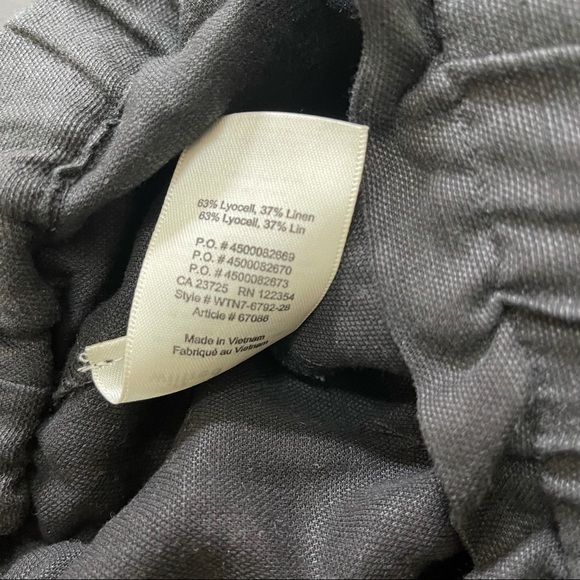 63% Lyocell, 37% Linen
63% Lyocell, 37% Lin
P.O. # 4500082669
P.O. # 4500082670
P.O. # 4500082673
CA 23725 RN 122354
Style # WTN7-6792-28
Article # 67086
Made in Vietnam
Fabriqué au Vietnam